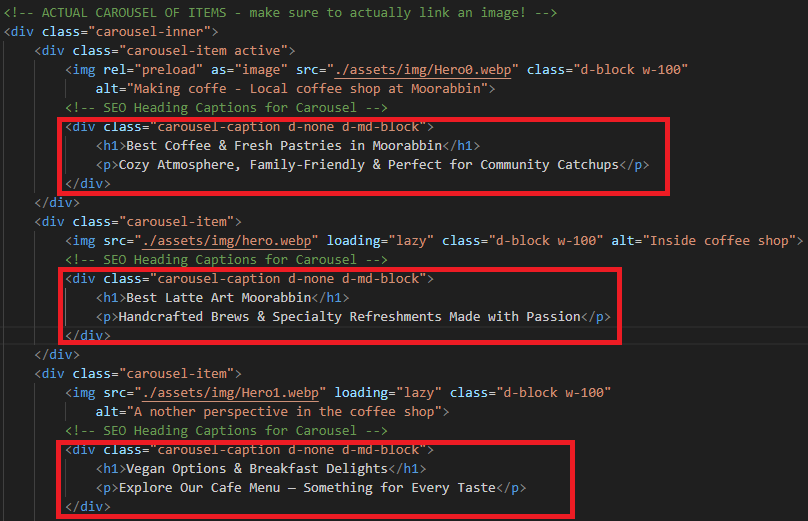 <!-- ACTUAL CAROUSEL OF ITEMS - make sure to actually link an image! -->
<div class="carousel-inner">
<div class="carousel-item active">
<img rel="preload" as="image" src="./assets/img/Hero0.webp" class="d-block w-100"
alt="Making coffe - Local coffee shop at Moorabbin">
<!-- SEO Heading Captions for Carousel -->
<div class="carousel-caption d-none d-md-block">
<h1>Best Coffee & Fresh Pastries in Moorabbin</h1>
<p>Cozy Atmosphere, Family-Friendly & Perfect for Community Catchups</p>
</div>
</div>
<div class="carousel-item">
<img src="./assets/img/hero.webp" loading="lazy" class="d-block w-100" alt="Inside coffee shop">
<!-- SEO Heading Captions for Carousel -->
<div class="carousel-caption d-none d-md-block">
<h1>Best Latte Art Moorabbin</h1>
<p>Handcrafted Brews & Specialty Refreshments Made with Passion</p>
</div>
</div>
<div class="carousel-item">
<img src="./assets/img/Hero1.webp" loading="lazy" class="d-block w-100"
alt="A nother perspective in the coffee shop">
<!-- SEO Heading Captions for Carousel -->
<div class="carousel-caption d-none d-md-block">
<h1>Vegan Options & Breakfast Delights</h1>
<p>Explore Our Cafe Menu – Something for Every Taste</p>
</div>